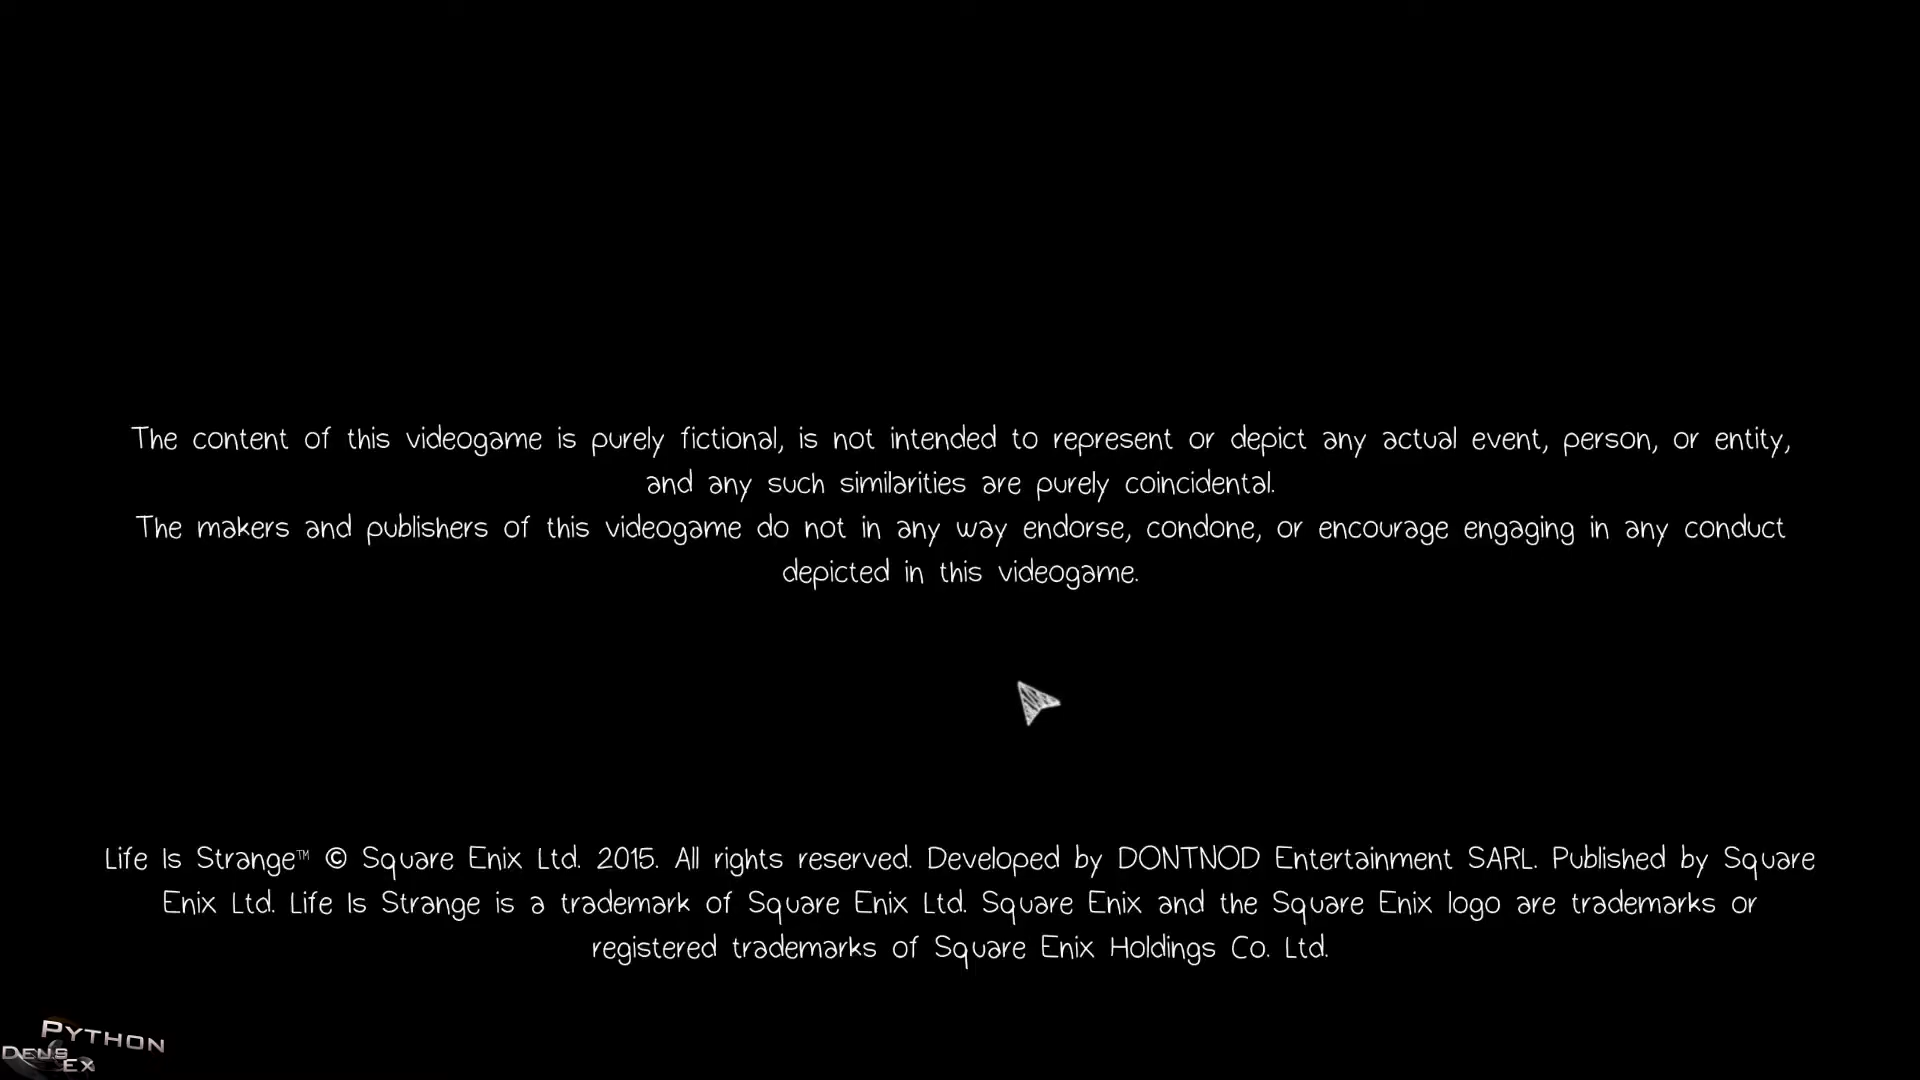 The content of this videogame is purely fictional, is not intended to represent or depict any actual event, person, or entity,
and any such similarities are purely coincidental.
The makers and publishers of this videogame do not in any way endorse, condone, or encourage engaging in any conduct
depicted in this videogame.
Life Is Strange™ © Square Enix Ltd. 2015. All rights reserved. Developed by DONTNOD Entertainment SARL. Published by Square
Enix Ltd. Life Is Strange is a trademark of Square Enix Ltd. Square Enix and the Square Enix logo are trademarks or
registered trademarks of Square Enix Holdings Co. Ltd.
PYTHON
DEUS
EX